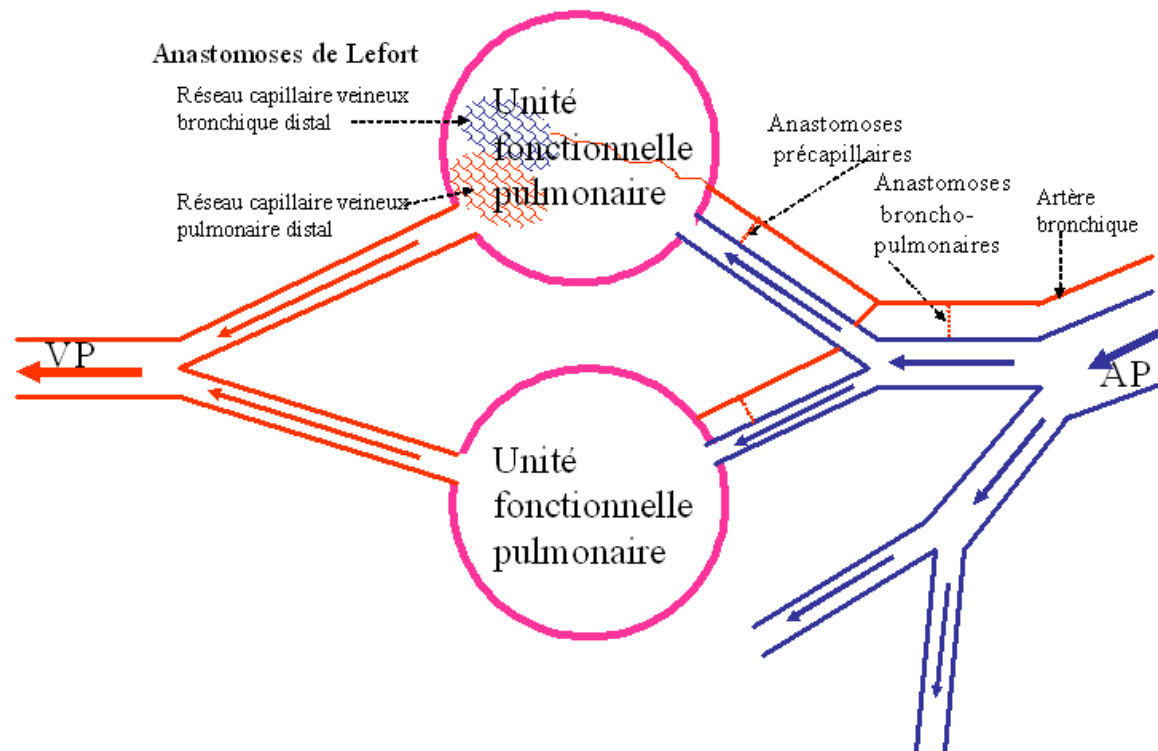 Anastomoses de Lefort
Réseau capillaire veineux
bronchique distal
Réseau capillaire veineux
pulmonaire distal
Unité
fonctionnelle
pulmonaire
Anastomoses
précapillaires
Anastomoses
broncho-
pulmonaires
Artère
bronchique
VP
AP
Unité
fonctionnelle
pulmonaire